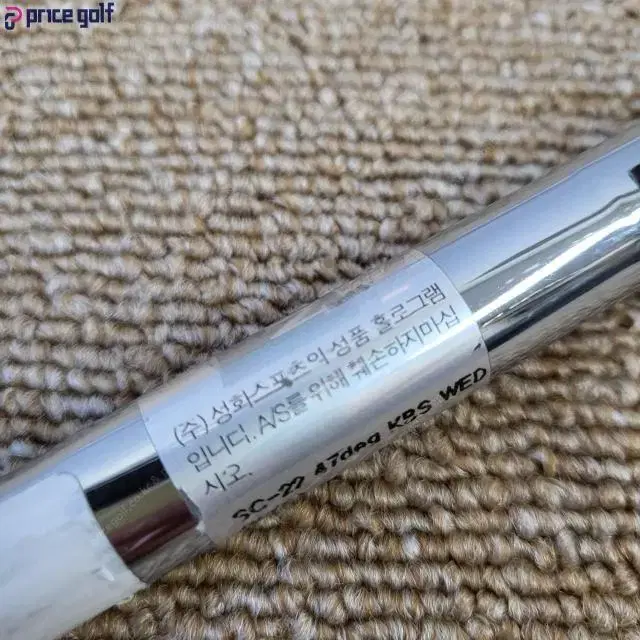 price golf
(주) 성화스포츠의 정품 홀로그램
입니다. A/S를 위해 훼손하지마십
시오.
SC-22 47deg KBS WED